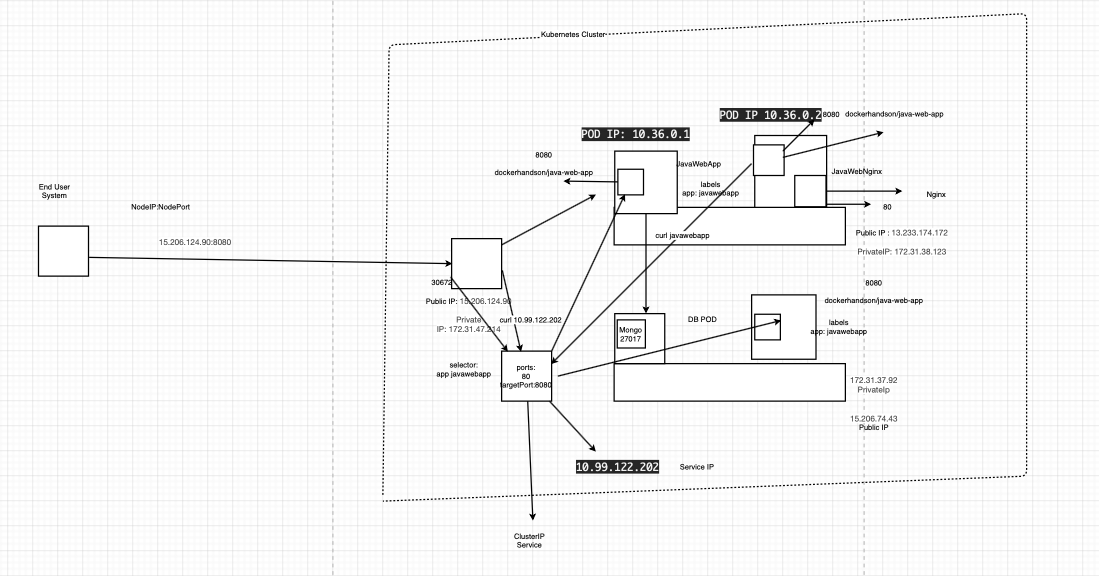 Kubernetes Cluster
POD IP 10.36.0.2
8080
dockerhandson/java-web-app
POD IP: 10.36.0.1
8080
dockerhandson/java-web-app
JavaWebApp
labels
app: javawebapp
JavaWebNginx
Nginx
80
End User
System
NodeIP:NodePort
15.206.124.90:8080
curl javawebapp
Public IP : 13.233.174.172
PrivateIP: 172.31.38.123
30672
Public IP: 15.206.124.90
Private
IP: 172.31.47.214
curl 10.99.122.202
8080
dockerhandson/java-web-app
labels
app: javawebapp
Mongo
27017
DB POD
selector:
app javawebapp
ports:
80
targetPort:8080
172.31.37.92
PrivateIp
15.206.74.43
Public IP
10.99.122.202
Service IP
ClusterIP
Service